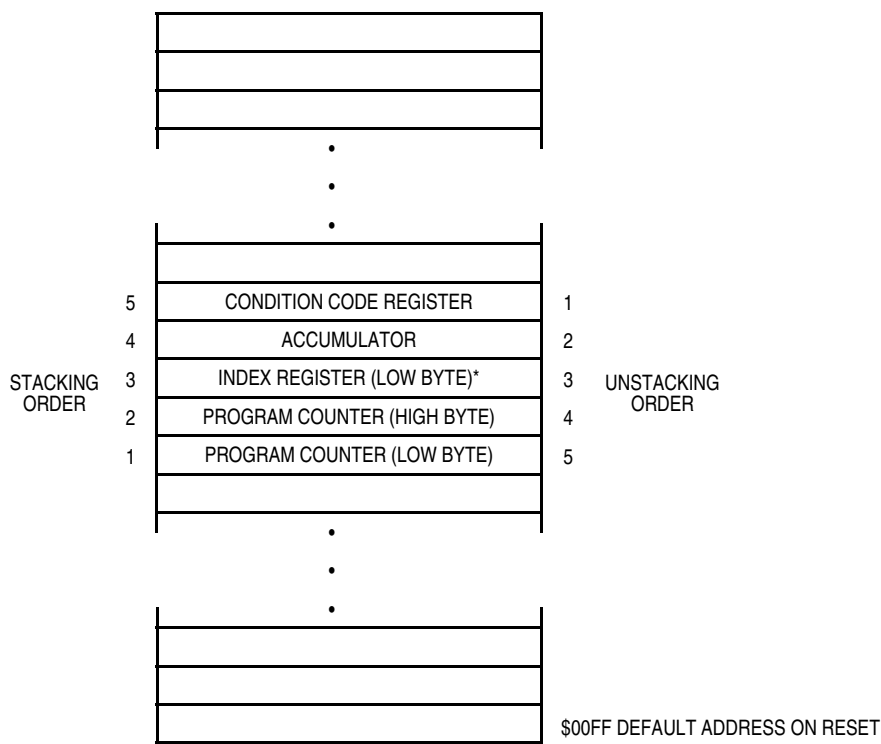 5 CONDITION CODE REGISTER 1
4 ACCUMULATOR 2
STACKING ORDER
3 INDEX REGISTER (LOW BYTE)* 3
UNSTACKING ORDER
2 PROGRAM COUNTER (HIGH BYTE) 4
1 PROGRAM COUNTER (LOW BYTE) 5
$00FF DEFAULT ADDRESS ON RESET